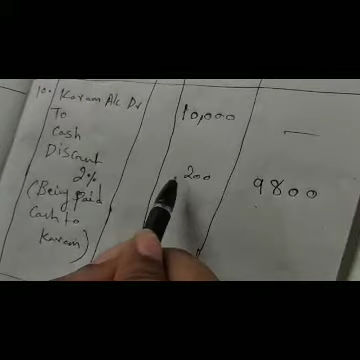 10. Karam A/c Dr 10,000
To
Cash —
Discount
2% 200 9800
(Being Paid
Cash to
Karam)